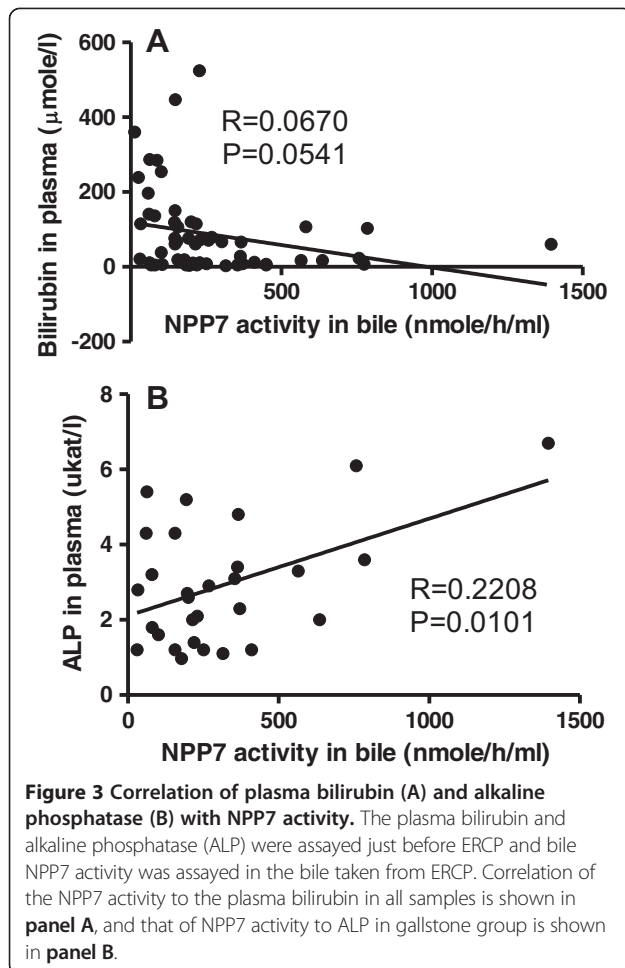 A
600
400
200
0
-200
Bilirubin in plasma (μmole/l)
R=0.0670
P=0.0541
500
1000
1500
NPP7 activity in bile (nmole/h/ml)
B
8
6
4
2
0
ALP in plasma (ukat/l)
R=0.2208
P=0.0101
0
500
1000
1500
NPP7 activity in bile (nmole/h/ml)
Figure 3 Correlation of plasma bilirubin (A) and alkaline
phosphatase (B) with NPP7 activity. The plasma bilirubin and
alkaline phosphatase (ALP) were assayed just before ERCP and bile
NPP7 activity was assayed in the bile taken from ERCP. Correlation of
the NPP7 activity to the plasma bilirubin in all samples is shown in
panel A, and that of NPP7 activity to ALP in gallstone group is shown
in panel B.